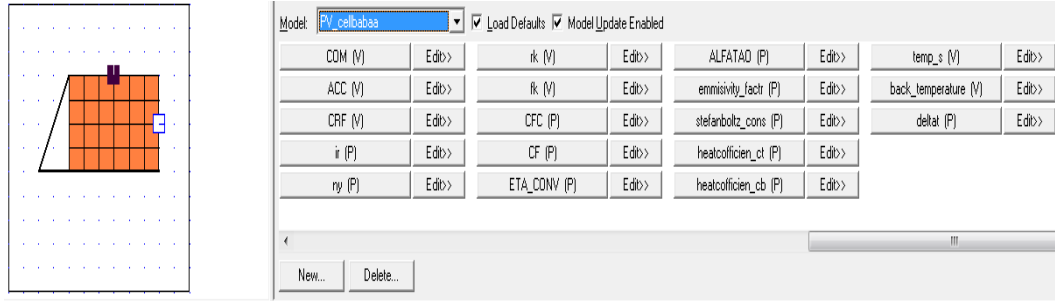 Model: PV_cellbabaa Load Defaults Model Update Enabled
COM (V) Edit>> rk (V) Edit>> ALFATAO (P) Edit>> temp_s (V) Edit>>
ACC (V) Edit>> fk (V) Edit>> emmisivity_factr (P) Edit>> back_temperature (V) Edit>>
CRF (V) Edit>> CFC (P) Edit>> stefanboltz_cons (P) Edit>> deltat (P) Edit>>
ir (P) Edit>> CF (P) Edit>> heatcofficien_ct (P) Edit>>
ny (P) Edit>> ETA_CONV (P) Edit>> heatcofficien_cb (P) Edit>>
New... Delete...